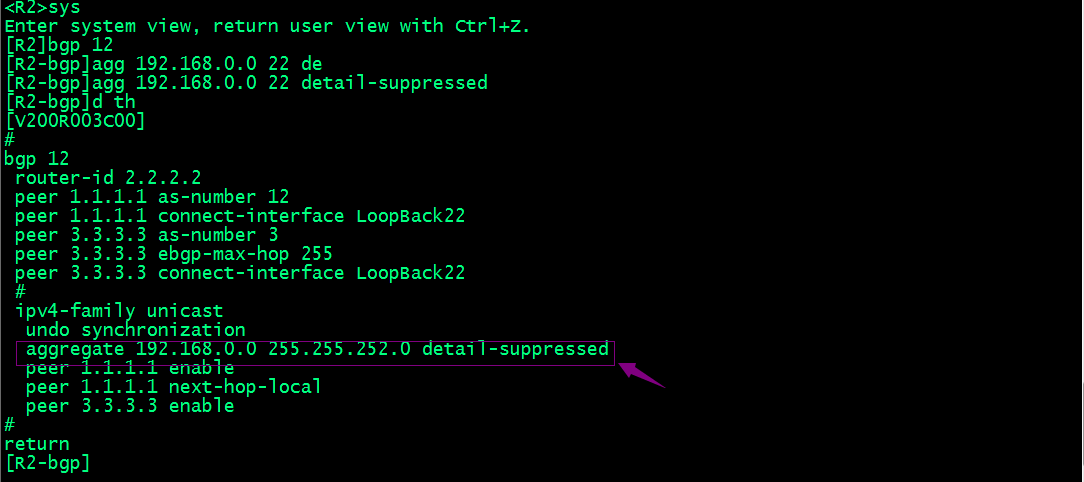 <R2>sys
Enter system view, return user view with Ctrl+Z.
[R2]bgp 12
[R2-bgp]agg 192.168.0.0 22 de
[R2-bgp]agg 192.168.0.0 22 detail-suppressed
[R2-bgp]d th
[V200R003C00]
#
bgp 12
 router-id 2.2.2.2
 peer 1.1.1.1 as-number 12
 peer 1.1.1.1 connect-interface LoopBack22
 peer 3.3.3.3 as-number 3
 peer 3.3.3.3 ebgp-max-hop 255
 peer 3.3.3.3 connect-interface LoopBack22
 #
 ipv4-family unicast
  undo synchronization
  aggregate 192.168.0.0 255.255.252.0 detail-suppressed
  peer 1.1.1.1 enable
  peer 1.1.1.1 next-hop-local
  peer 3.3.3.3 enable
#
return
[R2-bgp]